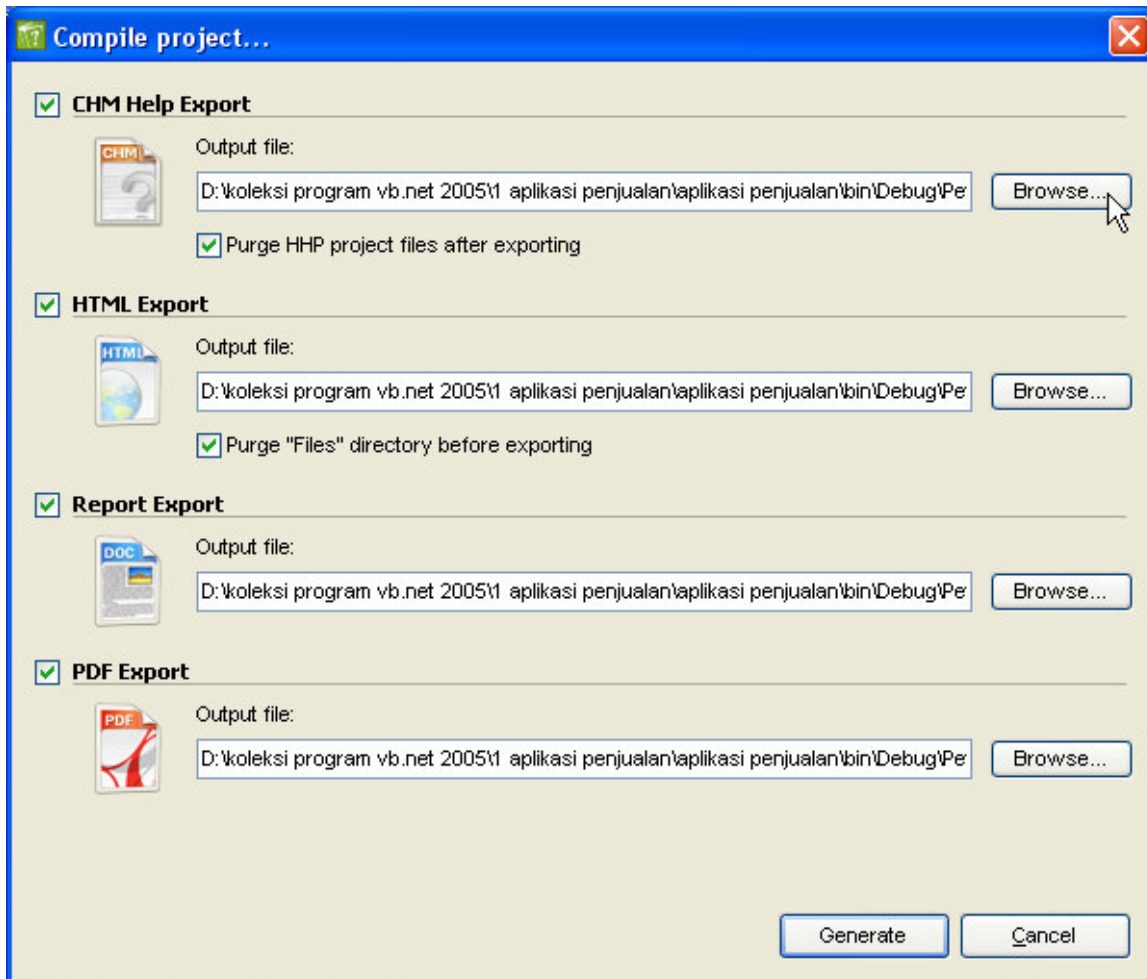 Compile project...
CHM Help Export
CHM
Output file:
D:\koleksi program vb.net 2005\1 aplikasi penjualan\aplikasi penjualan\bin\Debug\Pe
Browse...
Purge HHP project files after exporting
HTML Export
HTML
Output file:
D:\koleksi program vb.net 2005\1 aplikasi penjualan\aplikasi penjualan\bin\Debug\Pe
Browse...
Purge "Files" directory before exporting
Report Export
DOC
Output file:
D:\koleksi program vb.net 2005\1 aplikasi penjualan\aplikasi penjualan\bin\Debug\Pe
Browse...
PDF Export
PDF
Output file:
D:\koleksi program vb.net 2005\1 aplikasi penjualan\aplikasi penjualan\bin\Debug\Pe
Browse...
Generate
Cancel